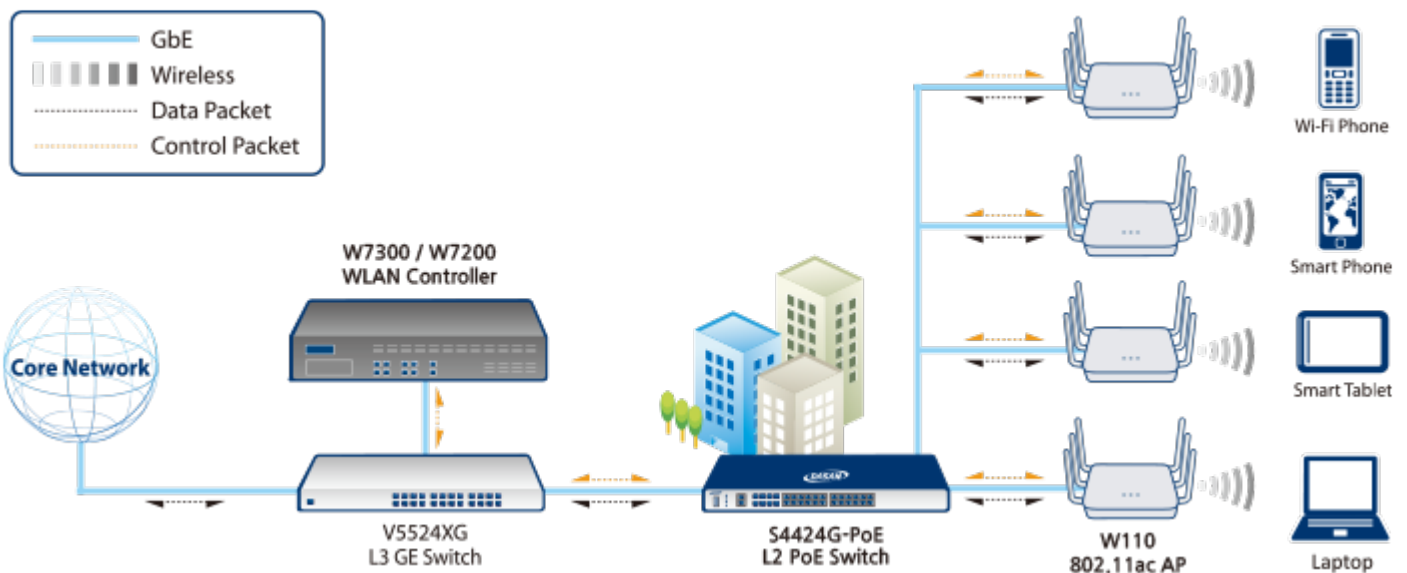 GbE
Wireless
Data Packet
Control Packet
Wi-Fi Phone
Smart Phone
W7300 / W7200
WLAN Controller
Core Network
Smart Tablet
DASAN
V5524XG
L3 GE Switch
S4424G-PoE
L2 PoE Switch
W110
802.11ac AP
Laptop